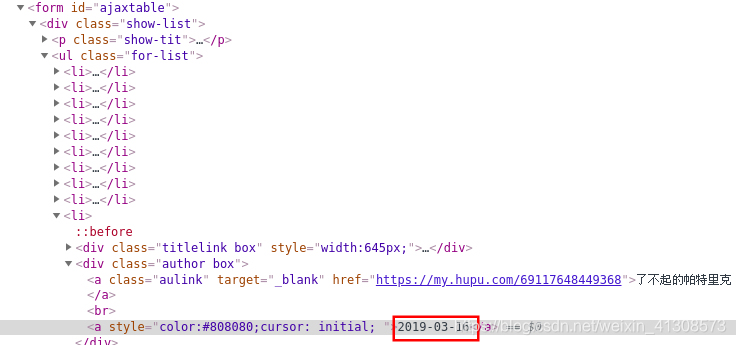 ▼<form id="ajaxtable">
▼<div class="show-list">
▶<p class="show-tit">…</p>
▼<ul class="for-list">
▶<li>…</li>
▶<li>…</li>
▶<li>…</li>
▶<li>…</li>
▶<li>…</li>
▶<li>…</li>
▶<li>…</li>
▶<li>…</li>
▶<li>…</li>
▼<li>
::before
▶<div class="titlelink box" style="width:645px;">…</div>
▼<div class="author box">
<a class="aulink" target="_blank" href="https://my.hupu.com/69117648449368">了不起的帕特里克
</a>
<br>
<a style="color:#808080;cursor: initial; ">2019-03-16</a> == $0
https://blog.csdn.net/weixin_41308573
</div>